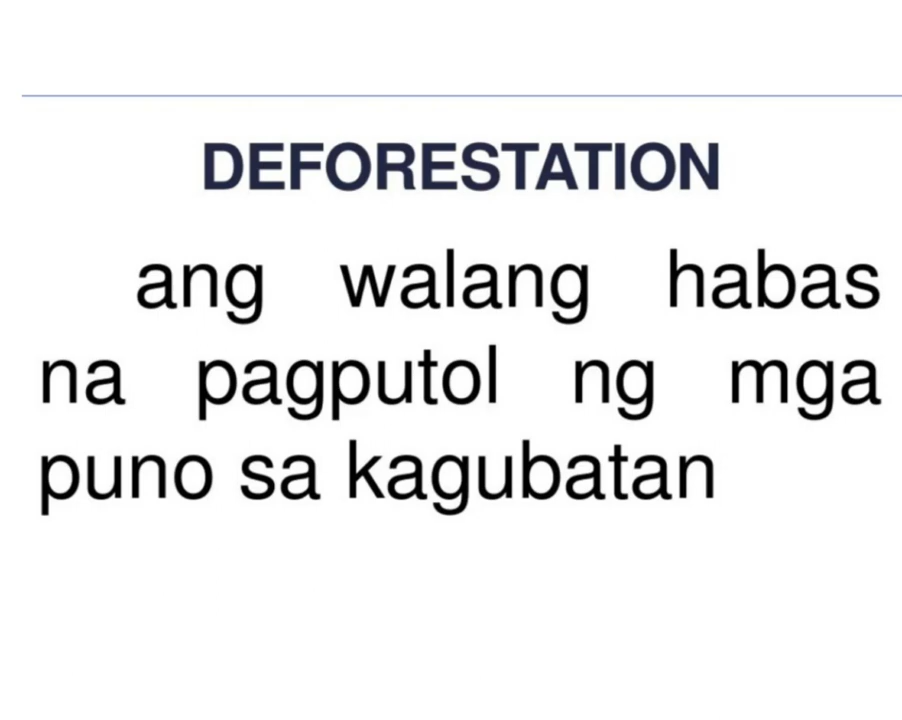 DEFORESTATION
ang walang habas
na pagputol ng mga
puno sa kagubatan